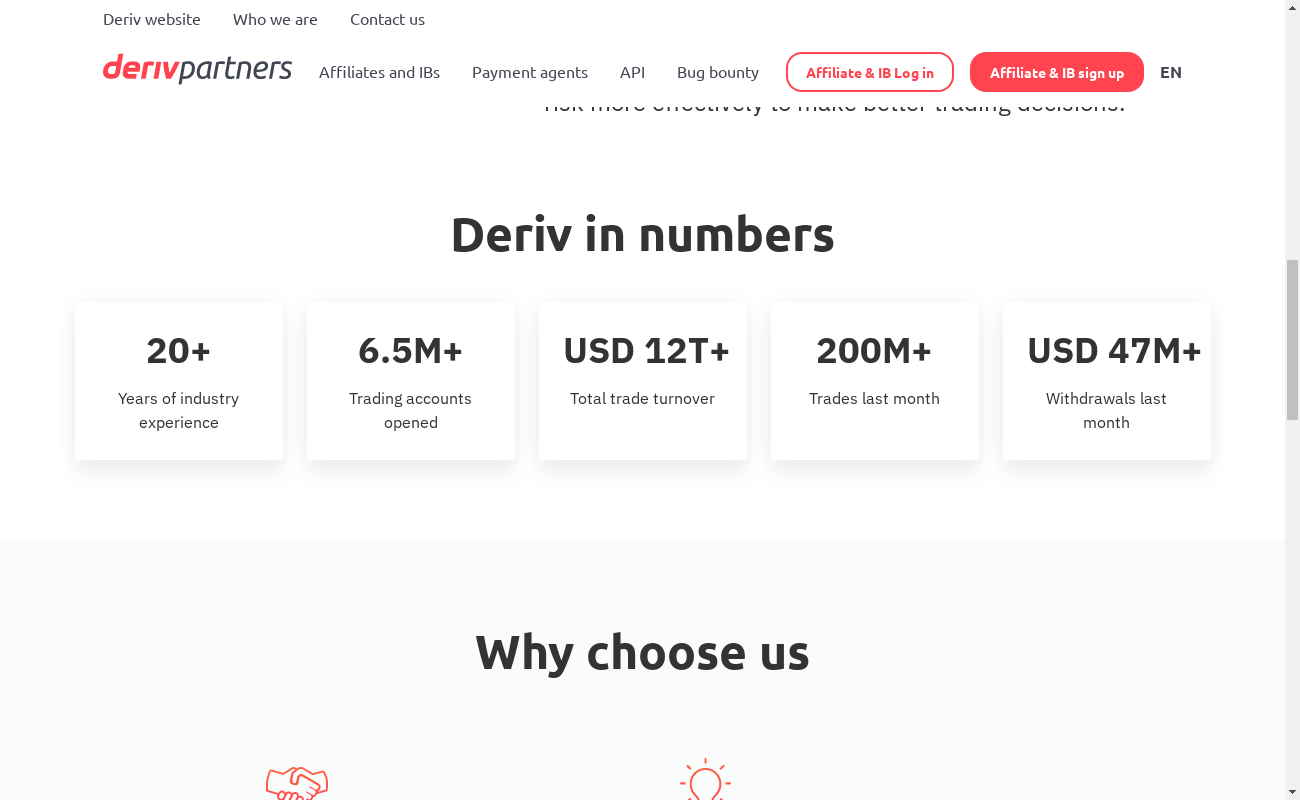 Deriv website Who we are Contact us
derivpartners Affiliates and IBs Payment agents API Bug bounty Affiliate & IB Log in Affiliate & IB sign up EN
risk more effectively to make better trading decisions.
Deriv in numbers
20+
Years of industry
experience
6.5M+
Trading accounts
opened
USD 12T+
Total trade turnover
200M+
Trades last month
USD 47M+
Withdrawals last
month
Why choose us